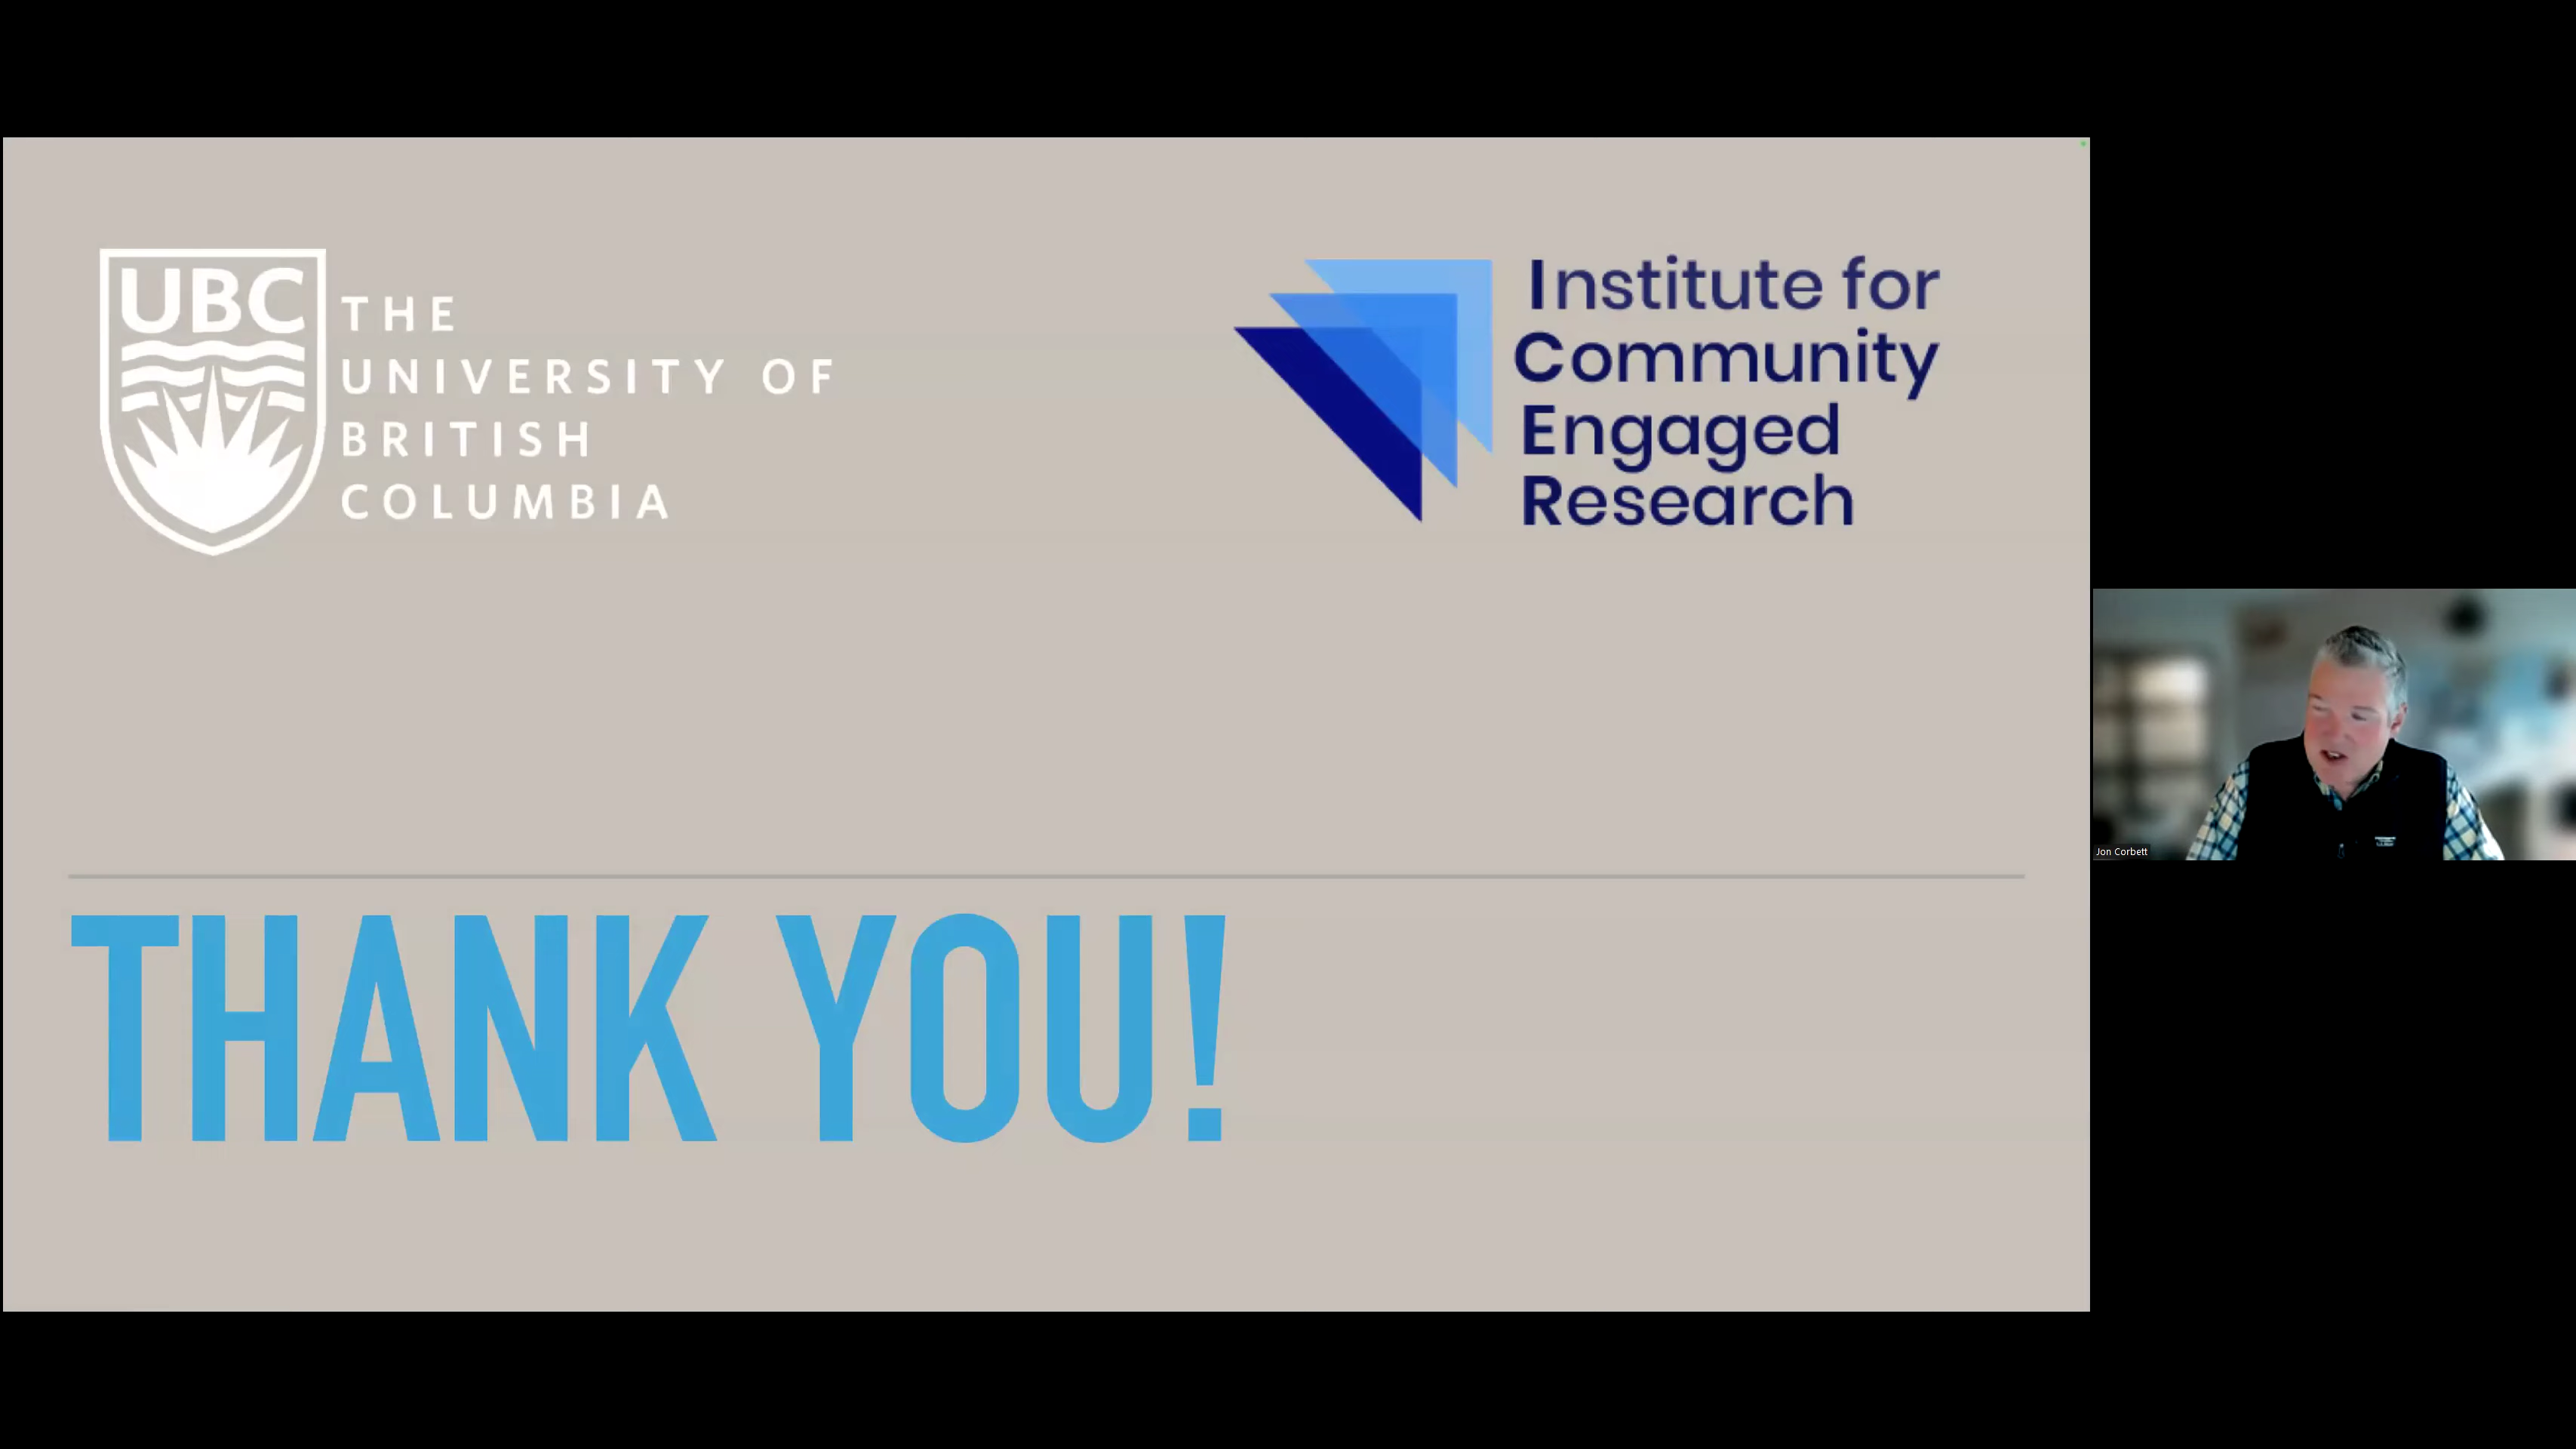 UBC
THE
UNIVERSITY OF
BRITISH
COLUMBIA
Institute for
Community
Engaged
Research
THANK YOU!
Jon Corbett